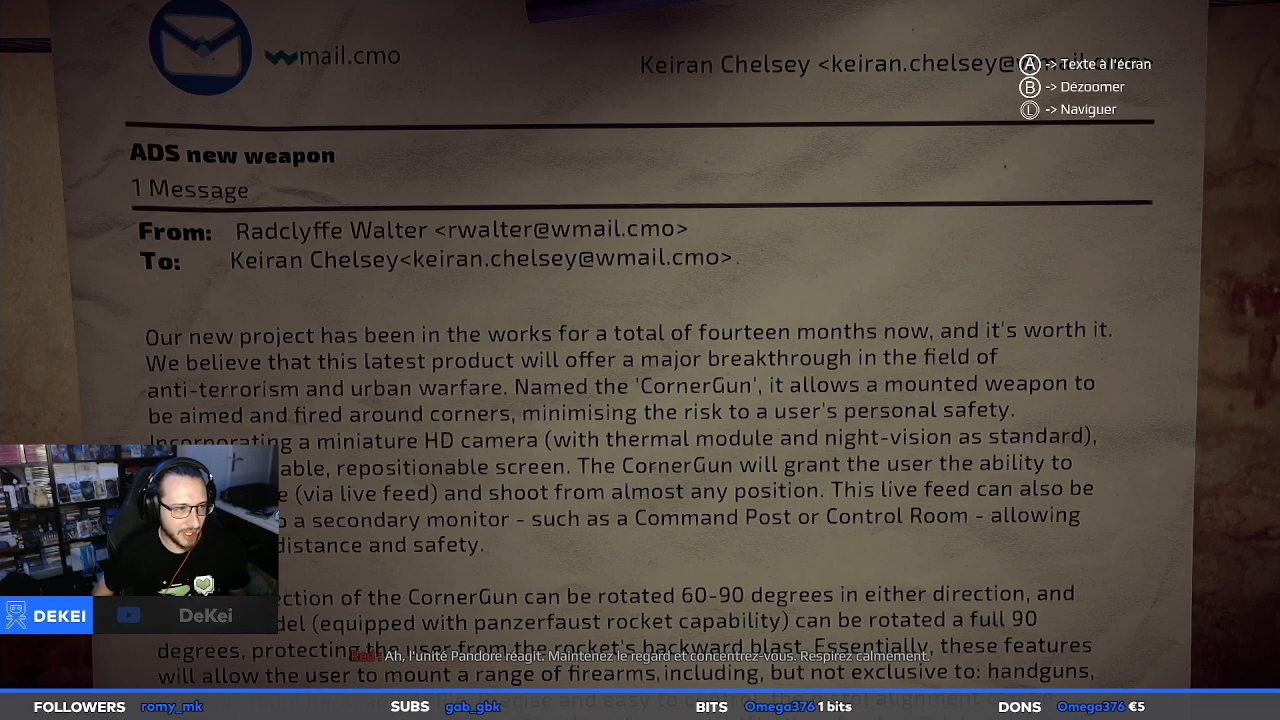 mail.cmo
Keiran Chelsey <keiran.chelsey@
A -> Texte à l'écran
B -> Dézoomer
L -> Naviguer
ADS new weapon
1 Message
From: Radclyffe Walter <rwalter@wmail.cmo>
To: Keiran Chelsey<keiran.chelsey@wmail.cmo>.
Our new project has been in the works for a total of fourteen months now, and it's worth it.
We believe that this latest product will offer a major breakthrough in the field of
anti-terrorism and urban warfare. Named the 'CornerGun', it allows a mounted weapon to
be aimed and fired around corners, minimising the risk to a user's personal safety.
Incorporating a miniature HD camera (with thermal module and night-vision as standard),
able, repositionable screen. The CornerGun will grant the user the ability to
e (via live feed) and shoot from almost any position. This live feed can also be
o a secondary monitor - such as a Command Post or Control Room - allowing
distance and safety.
ection of the CornerGun can be rotated 60-90 degrees in either direction, and
del (equipped with panzerfaust rocket capability) can be rotated a full 90
degrees, protecting the user from the rocket's backward blast. Essentially, these features
Red : Ah, l'unité Pandore réagit. Maintenez le regard et concentrez-vous. Respirez calmement.
will allow the user to mount a range of firearms, including, but not exclusive to: handguns,
DEKEI
DeKei
FOLLOWERS romy_mk
SUBS gab_gbk
BITS Omega376 1 bits
DONS Omega376 €5